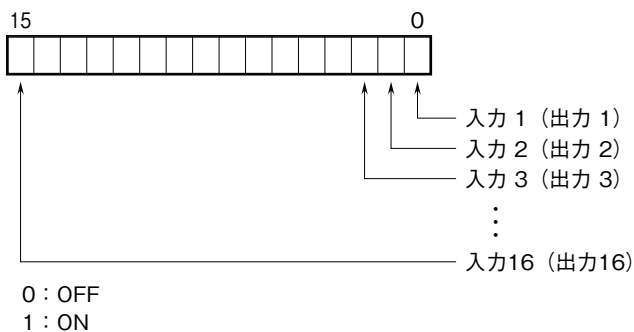 15 0
入力 1（出力 1）
入力 2（出力 2）
入力 3（出力 3）
⋮
入力16（出力16）
0：OFF
1：ON